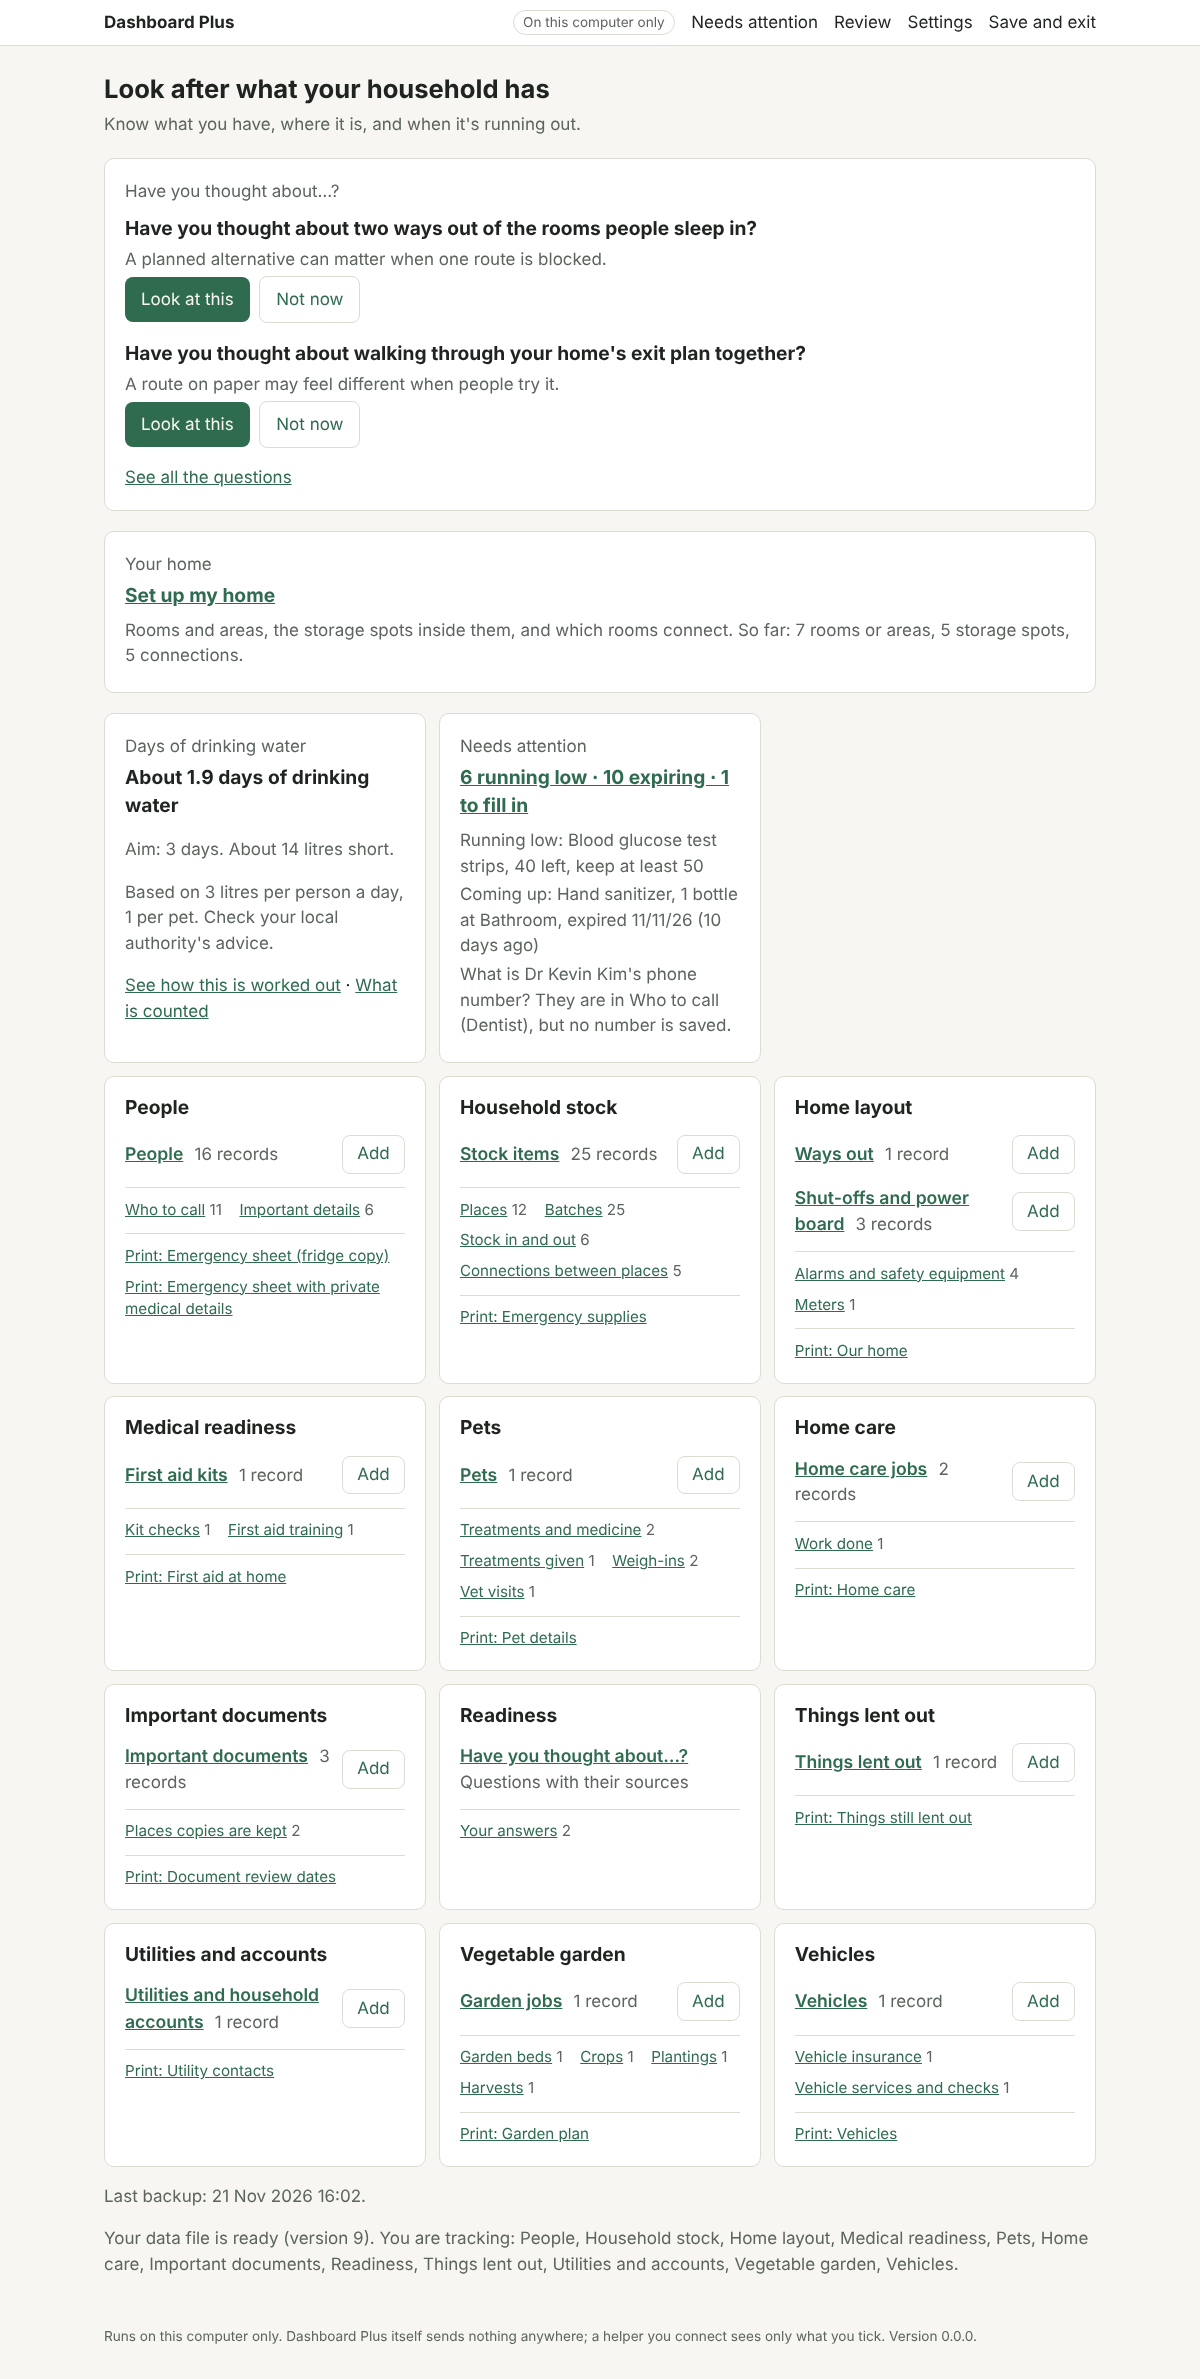 Dashboard Plus
On this computer only
Needs attention
Review
Settings
Save and exit
Look after what your household has
Know what you have, where it is, and when it's running out.
Have you thought about...?
Have you thought about two ways out of the rooms people sleep in?
A planned alternative can matter when one route is blocked.
Look at this
Not now
Have you thought about walking through your home's exit plan together?
A route on paper may feel different when people try it.
Look at this
Not now
See all the questions
Your home
Set up my home
Rooms and areas, the storage spots inside them, and which rooms connect. So far: 7 rooms or areas, 5 storage spots,
5 connections.
Days of drinking water
About 1.9 days of drinking
water
Aim: 3 days. About 14 litres short.
Based on 3 litres per person a day,
1 per pet. Check your local
authority's advice.
See how this is worked out · What
is counted
Needs attention
6 running low · 10 expiring · 1
to fill in
Running low: Blood glucose test
strips, 40 left, keep at least 50
Coming up: Hand sanitizer, 1 bottle
at Bathroom, expired 11/11/26 (10
days ago)
What is Dr Kevin Kim's phone
number? They are in Who to call
(Dentist), but no number is saved.
People
People 16 records
Add
Who to call 11 Important details 6
Print: Emergency sheet (fridge copy)
Print: Emergency sheet with private
medical details
Household stock
Stock items 25 records
Add
Places 12 Batches 25
Stock in and out 6
Connections between places 5
Print: Emergency supplies
Home layout
Ways out 1 record
Add
Shut-offs and power
board 3 records
Add
Alarms and safety equipment 4
Meters 1
Print: Our home
Medical readiness
First aid kits 1 record
Add
Kit checks 1 First aid training 1
Print: First aid at home
Pets
Pets 1 record
Add
Treatments and medicine 2
Treatments given 1 Weigh-ins 2
Vet visits 1
Print: Pet details
Home care
Home care jobs 2
records
Add
Work done 1
Print: Home care
Important documents
Important documents 3
records
Add
Places copies are kept 2
Print: Document review dates
Readiness
Have you thought about...?
Questions with their sources
Your answers 2
Things lent out
Things lent out 1 record
Add
Print: Things still lent out
Utilities and accounts
Utilities and household
accounts 1 record
Add
Print: Utility contacts
Vegetable garden
Garden jobs 1 record
Add
Garden beds 1 Crops 1 Plantings 1
Harvests 1
Print: Garden plan
Vehicles
Vehicles 1 record
Add
Vehicle insurance 1
Vehicle services and checks 1
Print: Vehicles
Last backup: 21 Nov 2026 16:02.
Your data file is ready (version 9). You are tracking: People, Household stock, Home layout, Medical readiness, Pets, Home
care, Important documents, Readiness, Things lent out, Utilities and accounts, Vegetable garden, Vehicles.
Runs on this computer only. Dashboard Plus itself sends nothing anywhere; a helper you connect sees only what you tick. Version 0.0.0.